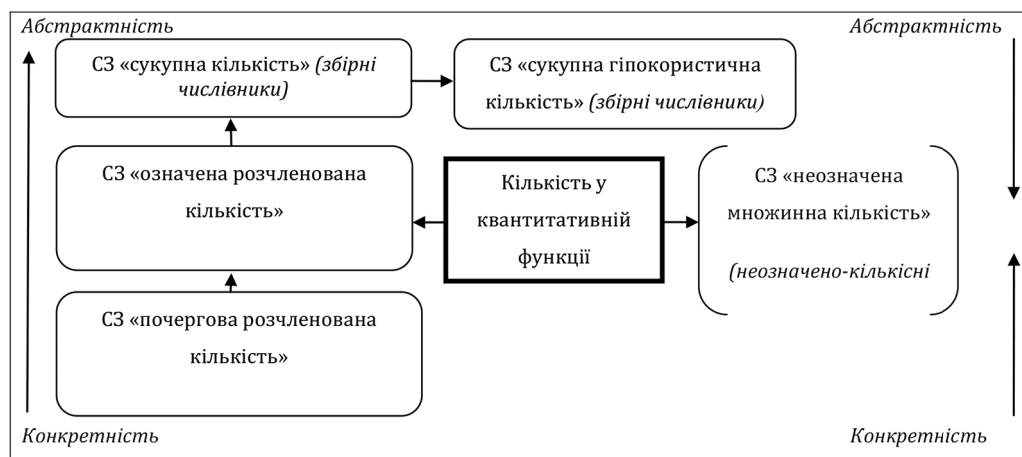 Абстрактність
Абстрактність
СЗ «сукупна кількість» (збірні
числівники)
СЗ «сукупна гіпокористична
кількість» (збірні числівники)
СЗ «означена розчленована
кількість»
Кількість у
квантитативній
функції
СЗ «неозначена
множинна кількість»
(неозначено-кількісні
СЗ «почергова розчленована
кількість»
Конкретність
Конкретність